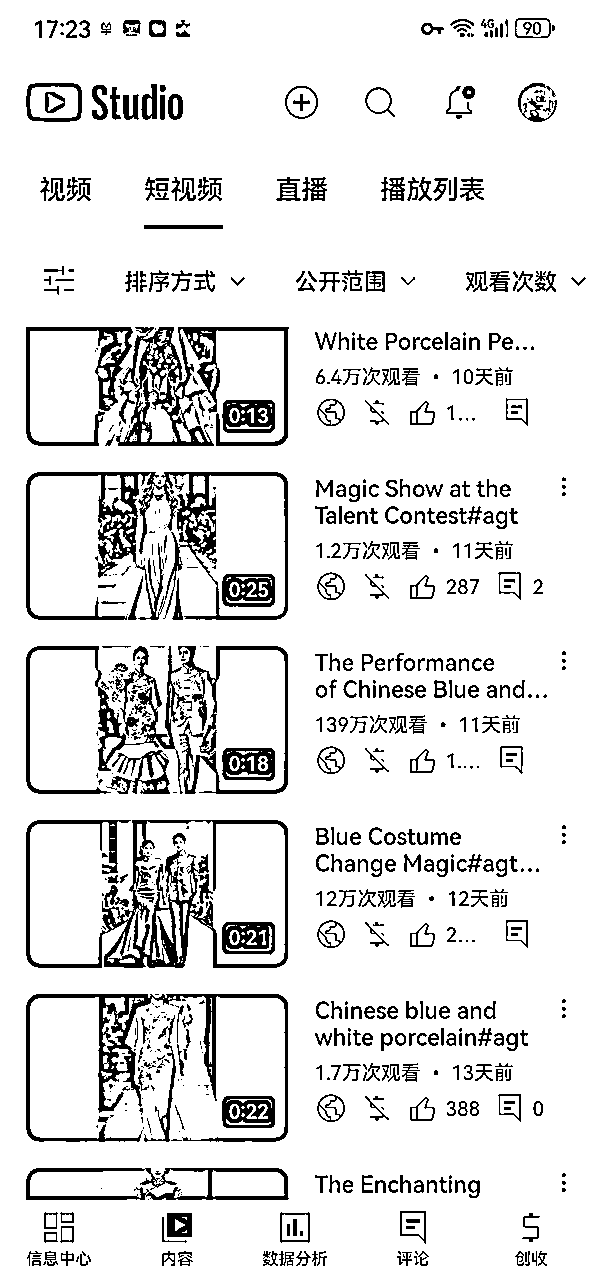 17:23 4G 90
Studio
视频 短视频 直播 播放列表
排序方式 公开范围 观看次数
White Porcelain Pe...
6.4万次观看 • 10天前
0:13
1...
Magic Show at the
Talent Contest#agt
1.2万次观看 • 11天前
0:25
287 2
The Performance
of Chinese Blue and...
139万次观看 • 11天前
0:18
1....
Blue Costume
Change Magic#agt...
12万次观看 • 12天前
0:21
2...
Chinese blue and
white porcelain#agt
1.7万次观看 • 13天前
0:22
388 0
The Enchanting
信息中心 内容 数据分析 评论 创收